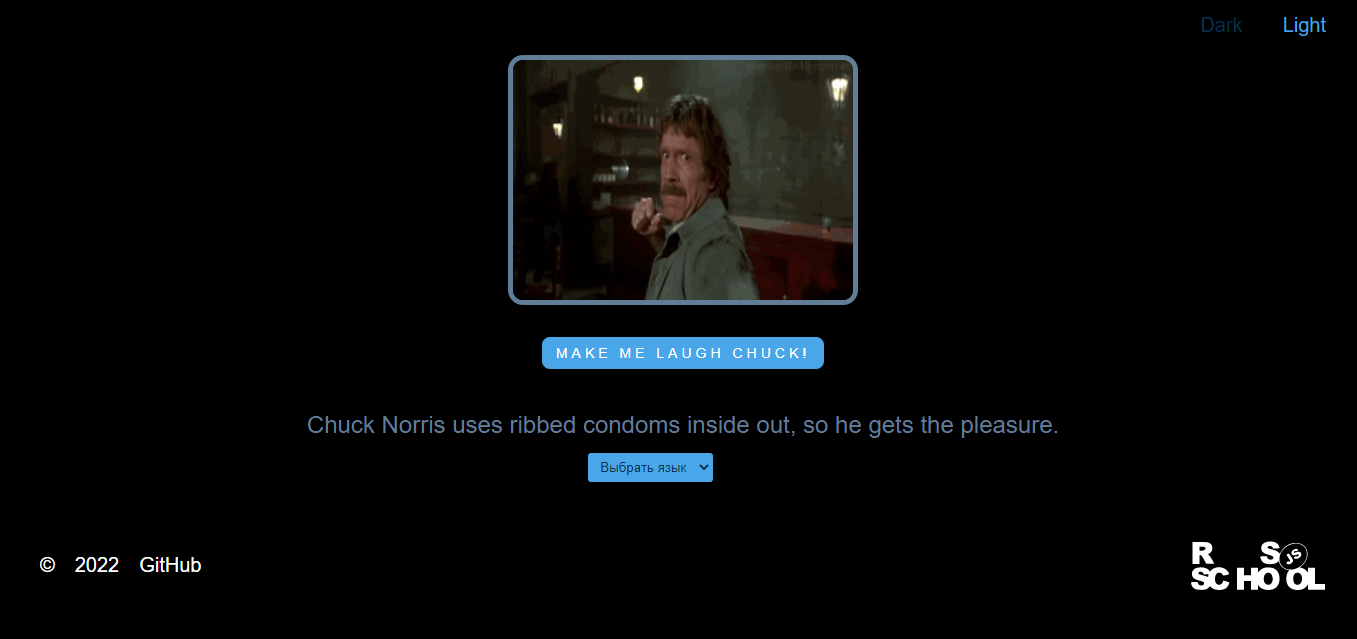 Dark Light
MAKE ME LAUGH CHUCK!
Chuck Norris uses ribbed condoms inside out, so he gets the pleasure.
Выбрать язык
© 2022 GitHub
R S JS
SCHOOL